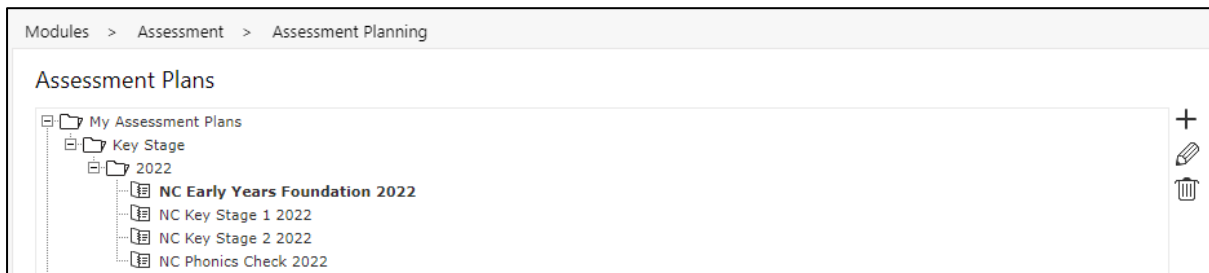 Modules > Assessment > Assessment Planning
Assessment Plans
My Assessment Plans
Key Stage
2022
NC Early Years Foundation 2022
NC Key Stage 1 2022
NC Key Stage 2 2022
NC Phonics Check 2022